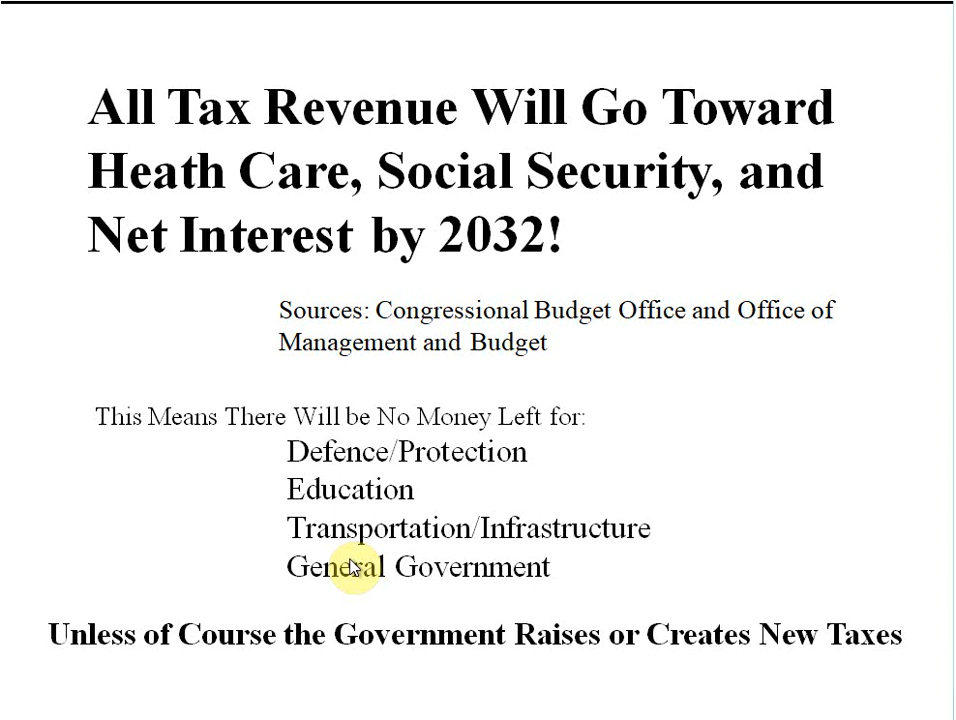 All Tax Revenue Will Go Toward
Heath Care, Social Security, and
Net Interest by 2032!
Sources: Congressional Budget Office and Office of
Management and Budget
This Means There Will be No Money Left for:
Defence/Protection
Education
Transportation/Infrastructure
General Government
Unless of Course the Government Raises or Creates New Taxes